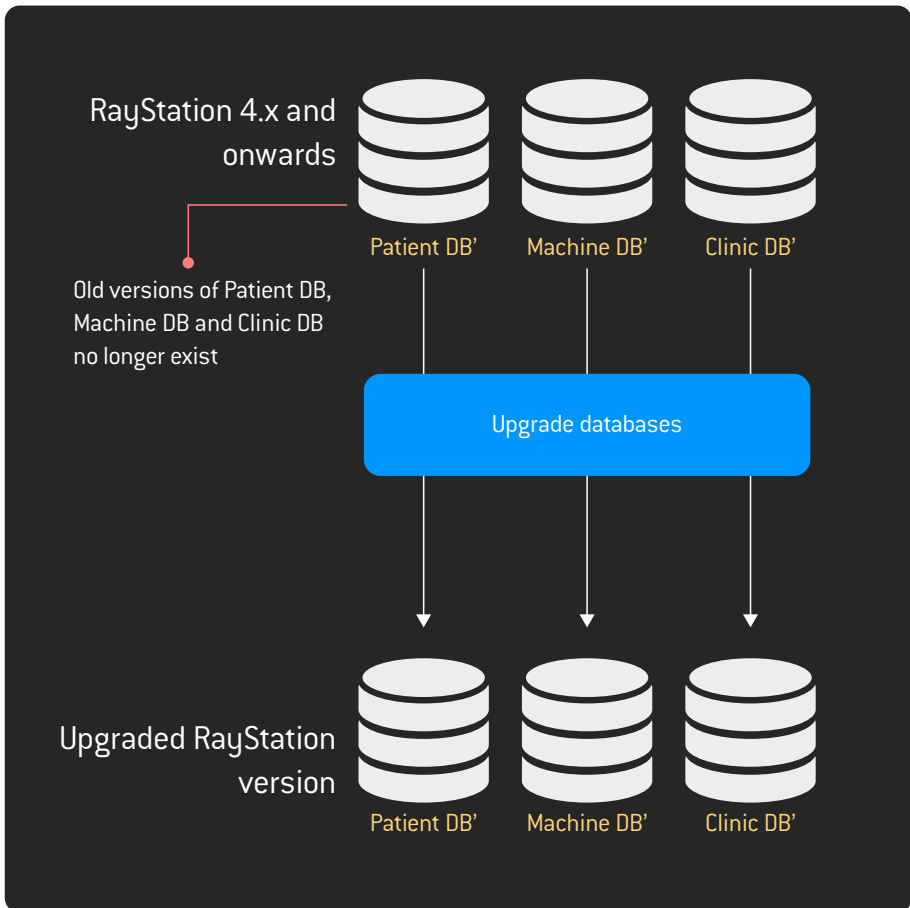 RayStation 4.x and
onwards
Patient DB’
Machine DB’
Clinic DB’
Old versions of Patient DB,
Machine DB and Clinic DB
no longer exist
Upgrade databases
Upgraded RayStation
version
Patient DB’
Machine DB’
Clinic DB’